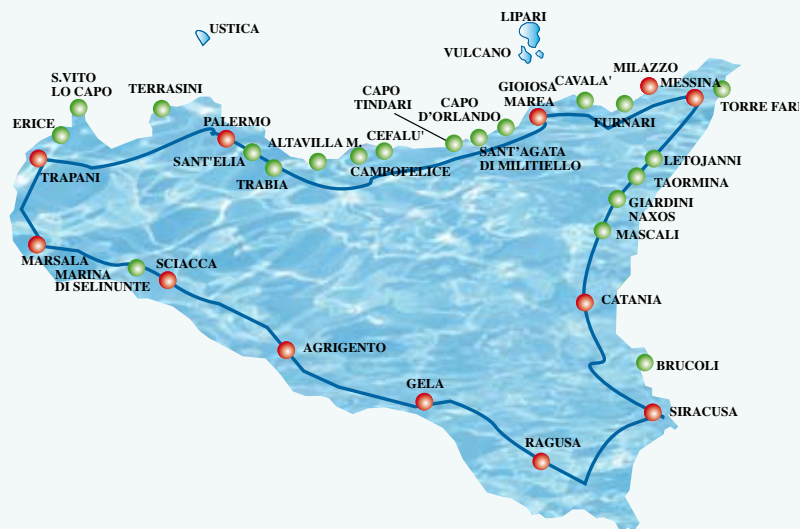 LIPARI
USTICA
VULCANO
MILAZZO
S.VITO
LO CAPO
TERRASINI
CAPO
TINDARI
GIOIOSA
MAREA
CAVALA'
MESSINA
CAPO
D'ORLANDO
TORRE FAR
ERICE
PALERMO
FURNARI
ALTAVILLA M.
CEFALU'
SANT'ELIA
SANT’AGATA
DI MILITIELLO
LETOJANNI
TRAPANI
TRABIA
CAMPOFELICE
TAORMINA
GIARDINI
NAXOS
MASCALI
MARSALA
MARINA
DI SELINUNTE
SCIACCA
CATANIA
AGRIGENTO
BRUCOLI
GELA
SIRACUSA
RAGUSA